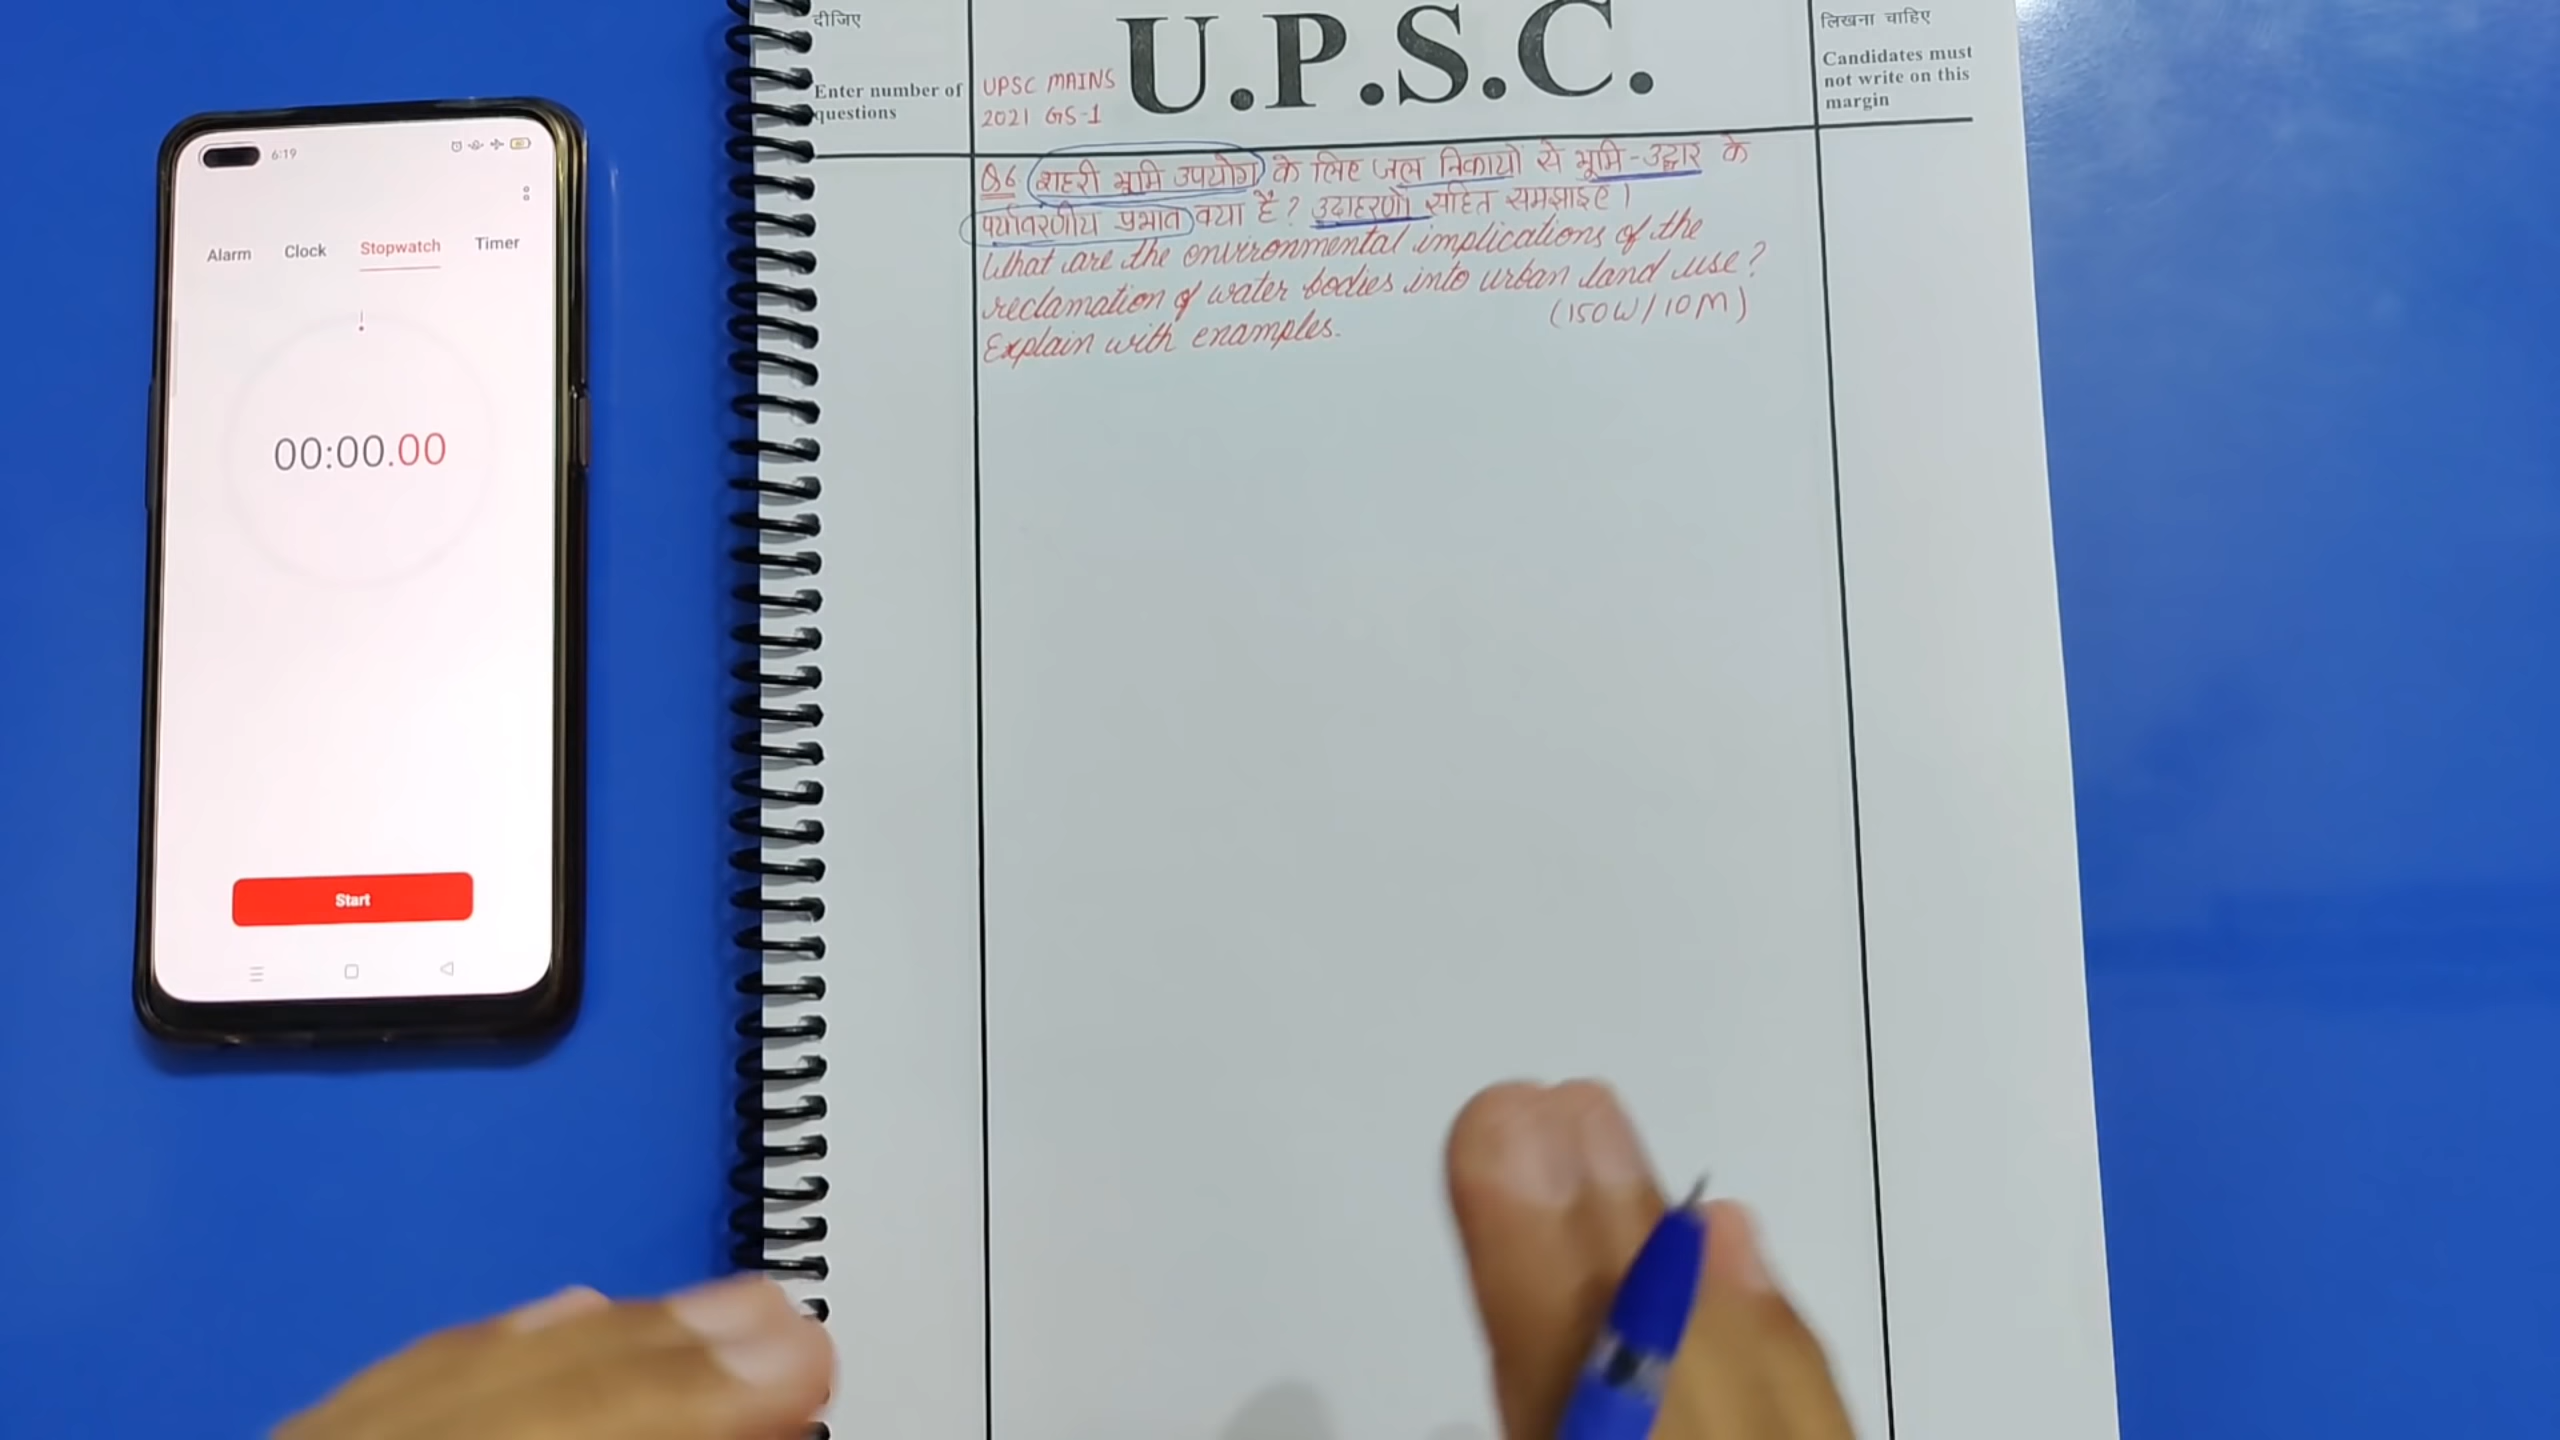 6:19
Alarm Clock Stopwatch Timer
00:00.00
Start
दीजिए
Enter number of
questions
UPSC MAINS
2021 GS-1
U.P.S.C.
लिखना चाहिए
Candidates must
not write on this
margin
Q6 शहरी भूमि उपयोग के लिए जल निकायों से भूमि-उद्धार के
पर्यावरणीय प्रभाव क्या है? उदाहरणों सहित समझाइए।
What are the environmental implications of the
reclamation of water bodies into urban land use?
Explain with enamples.
(150W/10M)